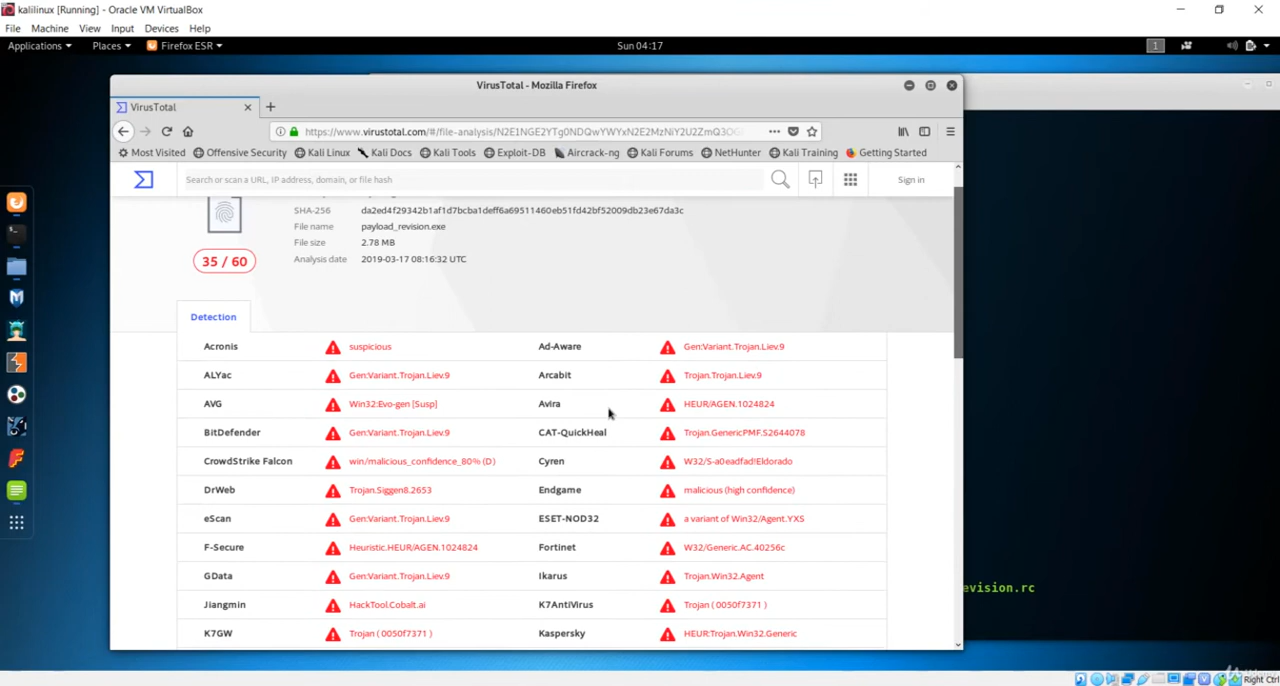 kalilinux [Running] - Oracle VM VirtualBox
File Machine View Input Devices Help
Applications Places Firefox ESR Sun 04:17 1
VirusTotal - Mozilla Firefox
VirusTotal
https://www.virustotal.com/#/file-analysis/
Most Visited Offensive Security Kali Linux Kali Docs Kali Tools Exploit-DB Aircrack-ng Kali Forums NetHunter Kali Training Getting Started
Search or scan a URL, IP address, domain, or file hash Sign in
SHA-256 da2ed4f29342b1af1d7bcba1deff6a69511460eb51fd42bf52009db23e67da3c
File name payload_revision.exe
File size 2.78 MB
35 / 60
Analysis date 2019-03-17 08:16:32 UTC
Detection
Acronis suspicious Ad-Aware Gen:Variant.Trojan.Liev.9
ALYac Gen:Variant.Trojan.Liev.9 Arcabit Trojan.Trojan.Liev.9
AVG Win32:Evo-gen [Susp] Avira HEUR/AGEN.1024824
BitDefender Gen:Variant.Trojan.Liev.9 CAT-QuickHeal Trojan.GenericPMF.S2644078
CrowdStrike Falcon win/malicious_confidence_80% (D) Cyren W32/S-a0eadfad!Eldorado
DrWeb Trojan.Siggen8.2653 Endgame malicious (high confidence)
eScan Gen:Variant.Trojan.Liev.9 ESET-NOD32 a variant of Win32/Agent.YXS
F-Secure Heuristic.HEUR/AGEN.1024824 Fortinet W32/Generic.AC.40256c
GData Gen:Variant.Trojan.Liev.9 Ikarus Trojan.Win32.Agent
evision.rc
Jiangmin HackTool.Cobalt.ai K7AntiVirus Trojan ( 0050f7371 )
K7GW Trojan ( 0050f7371 ) Kaspersky HEUR:Trojan.Win32.Generic
Right Ctrl